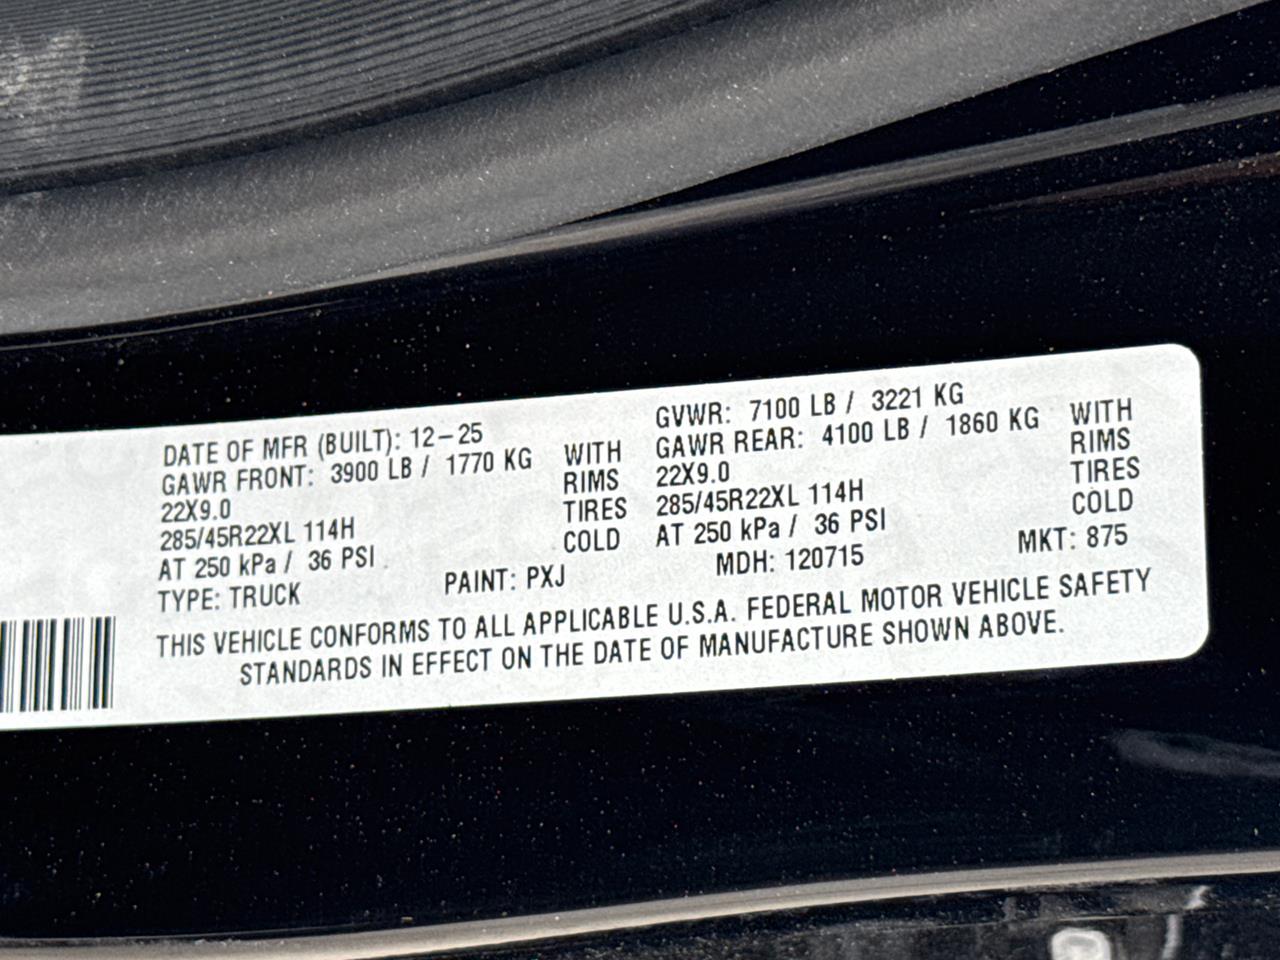 DATE OF MFR (BUILT): 12-25
GVWR: 7100 LB / 3221 KG
GAWR FRONT: 3900 LB / 1770 KG WITH
GAWR REAR: 4100 LB / 1860 KG WITH
22X9.0 RIMS
22X9.0 RIMS
285/45R22XL 114H TIRES
285/45R22XL 114H TIRES
AT 250 kPa / 36 PSI COLD
AT 250 kPa / 36 PSI COLD
TYPE: TRUCK PAINT: PXJ MDH: 120715 MKT: 875
THIS VEHICLE CONFORMS TO ALL APPLICABLE U.S.A. FEDERAL MOTOR VEHICLE SAFETY
STANDARDS IN EFFECT ON THE DATE OF MANUFACTURE SHOWN ABOVE.